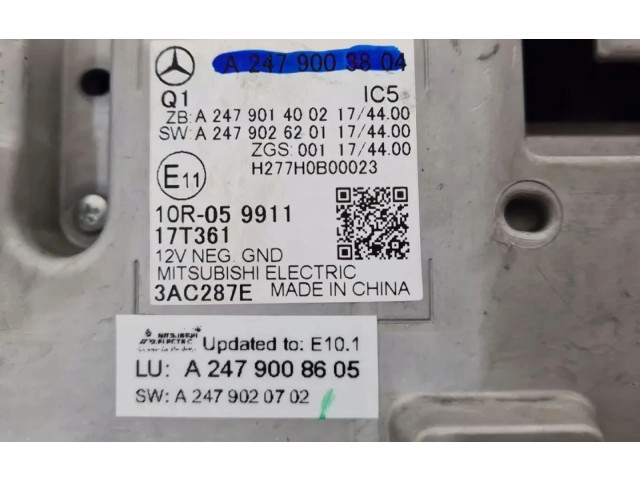 A 247 900 38 04
Q1 IC5
ZB: A 247 901 40 02 17/44.00
SW: A 247 902 62 01 17/44.00
ZGS: 001 17/44.00
H277H0B00023
E11
10R-05 9911
17T361
12V NEG. GND
MITSUBISHI ELECTRIC
3AC287E MADE IN CHINA
MITSUBISHI ELECTRIC Updated to: E10.1
LU: A 247 900 86 05
SW: A 247 902 07 02